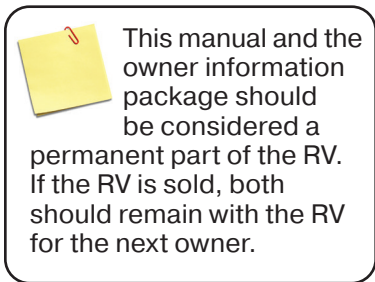 This manual and the
owner information
package should
be considered a
permanent part of the RV.
If the RV is sold, both
should remain with the RV
for the next owner.